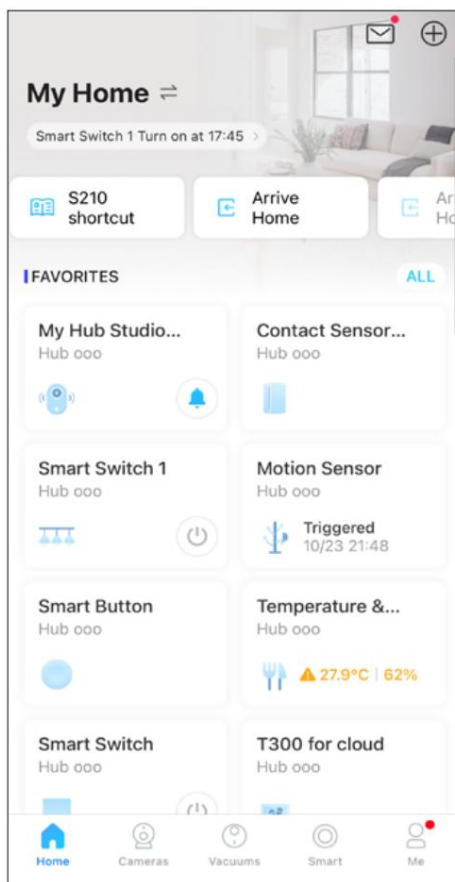 My Home
Smart Switch 1 Turn on at 17:45 >
S210
shortcut
Arrive
Home
FAVORITES
ALL
My Hub Studio...
Hub ooo
Contact Sensor...
Hub ooo
Smart Switch 1
Hub ooo
Motion Sensor
Hub ooo
Triggered
10/23 21:48
Smart Button
Hub ooo
Temperature &...
Hub ooo
27.9°C | 62%
Smart Switch
Hub ooo
T300 for cloud
Hub ooo
Home
Cameras
Vacuums
Smart
Me